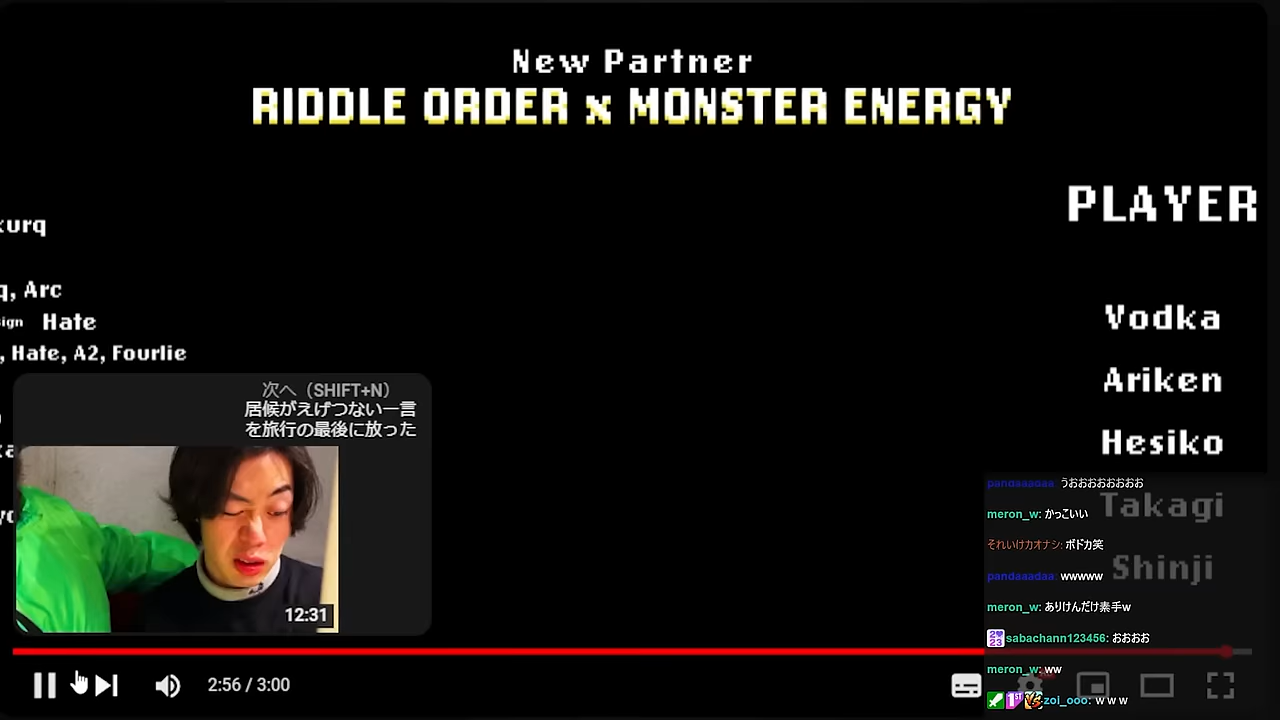 New Partner
RIDDLE ORDER x MONSTER ENERGY
PLAYER
kurq
q, Arc
sign Hate
, Hate, A2, Fourlie
Vodka
Ariken
Hesiko
Takagi
Shinji
次へ（SHIFT+N）
居候がえげつない一言
を旅行の最後に放った
12:31
pandaaadaa: うおおおおおおおお
meron_w: かっこいい
それいけカオナシ: ボドカ笑
pandaaadaa: wwwww
meron_w: ありけんだけ素手w
sabachann123456: おおおお
meron_w: ww
zoi_ooo: w w w
2:56 / 3:00